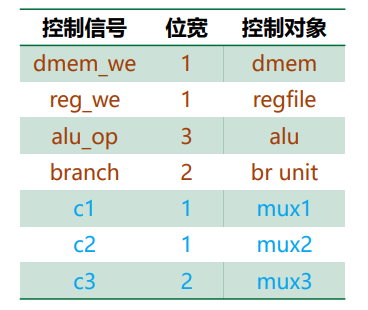 控制信号 位宽 控制对象
dmem_we 1 dmem
reg_we 1 regfile
alu_op 3 alu
branch 2 br unit
c1 1 mux1
c2 1 mux2
c3 2 mux3